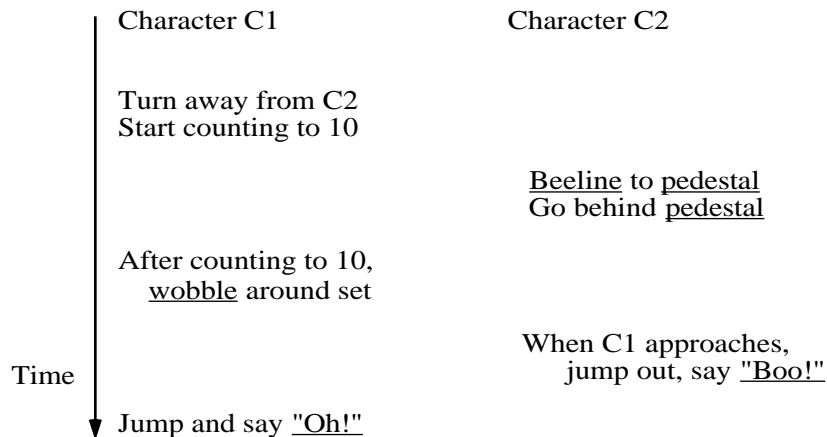 Character C1
Character C2
Turn away from C2
Start counting to 10
Beeline to pedestal
Go behind pedestal
After counting to 10,
wobble around set
When C1 approaches,
jump out, say "Boo!"
Time
Jump and say "Oh!"